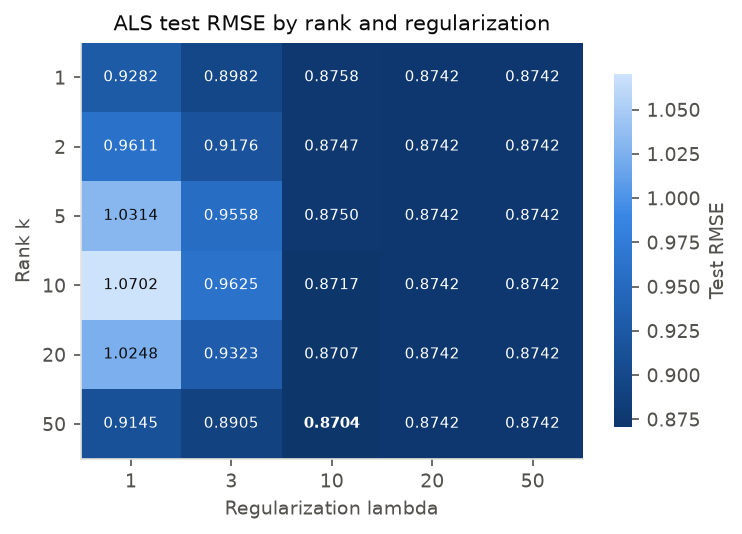 ALS test RMSE by rank and regularization
Rank k
1 0.9282 0.8982 0.8758 0.8742 0.8742
2 0.9611 0.9176 0.8747 0.8742 0.8742
5 1.0314 0.9558 0.8750 0.8742 0.8742
10 1.0702 0.9625 0.8717 0.8742 0.8742
20 1.0248 0.9323 0.8707 0.8742 0.8742
50 0.9145 0.8905 0.8704 0.8742 0.8742
1 3 10 20 50
Regularization lambda
1.050
1.025
1.000
0.975
0.950
0.925
0.900
0.875
Test RMSE